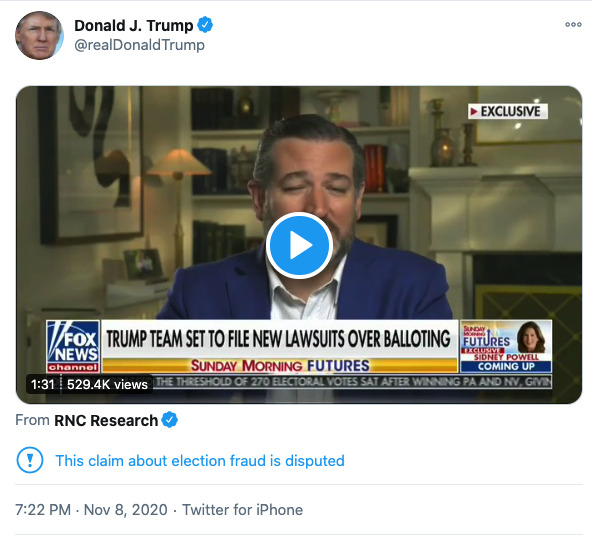 Donald J. Trump
@realDonaldTrump
EXCLUSIVE
FOX
NEWS
channel
TRUMP TEAM SET TO FILE NEW LAWSUITS OVER BALLOTING
SUNDAY MORNING FUTURES
SUNDAY
MORNING
FUTURES
EXCLUSIVE
SIDNEY POWELL
COMING UP
1:31 529.4K views
THE THRESHOLD OF 270 ELECTORAL VOTES SAT AFTER WINNING PA AND NV, GIVIN
From RNC Research
This claim about election fraud is disputed
7:22 PM · Nov 8, 2020 · Twitter for iPhone